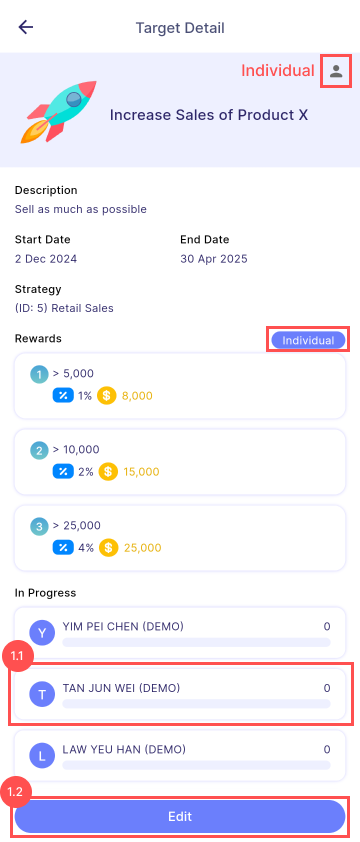 Target Detail
Individual
Increase Sales of Product X
Description
Sell as much as possible
Start Date End Date
2 Dec 2024 30 Apr 2025
Strategy
(ID: 5) Retail Sales
Rewards Individual
1 > 5,000
% 1% $ 8,000
2 > 10,000
% 2% $ 15,000
3 > 25,000
% 4% $ 25,000
In Progress
Y YIM PEI CHEN (DEMO) 0
1.1
T TAN JUN WEI (DEMO) 0
L LAW YEU HAN (DEMO) 0
1.2
Edit